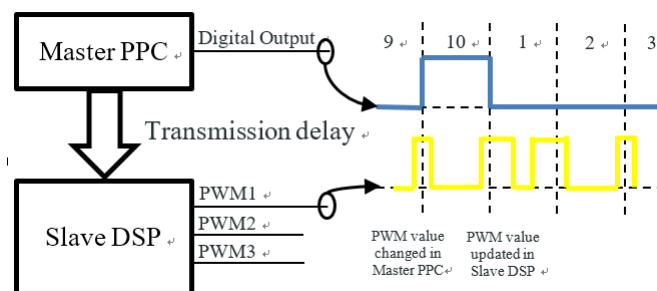 Master PPC
Digital Output
9 10 1 2 3
Transmission delay
Slave DSP
PWM1
PWM2
PWM3
PWM value
changed in
Master PPC
PWM value
updated in
Slave DSP